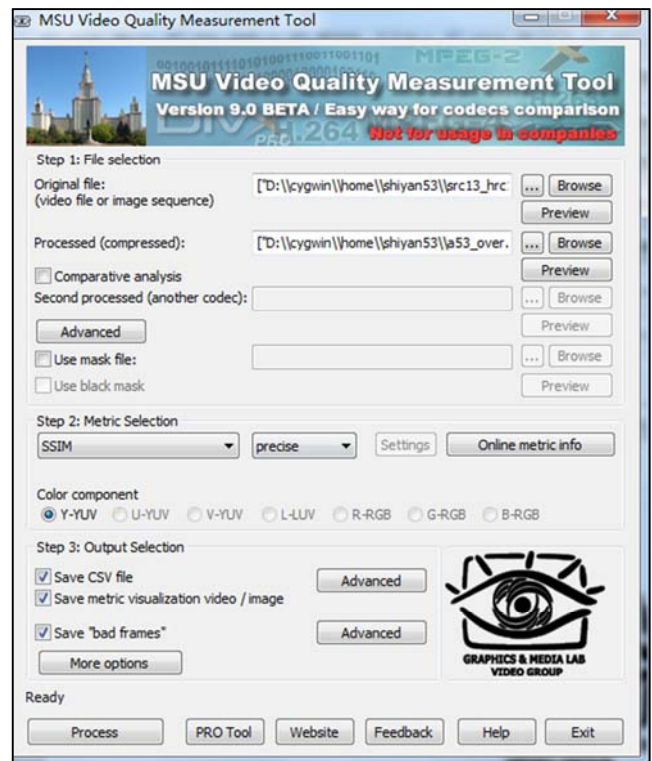 MSU Video Quality Measurement Tool
MPEG-2
MSU Video Quality Measurement Tool
Version 9.0 BETA / Easy way for codecs comparison
H.264
Not for usage in companies
Step 1: File selection
Original file:
(video file or image sequence)
["D:\\cygwin\\home\\shiyan53\\src13_hrc
... Browse
Preview
Processed (compressed):
["D:\\cygwin\\home\\shiyan53\\a53_over.
... Browse
Preview
Comparative analysis
Second processed (another codec):
... Browse
Preview
Advanced
Use mask file:
... Browse
Use black mask
Preview
Step 2: Metric Selection
SSIM precise Settings Online metric info
Color component
Y-YUV U-YUV V-YUV L-LUV R-RGB G-RGB B-RGB
Step 3: Output Selection
Save CSV file
Advanced
Save metric visualization video / image
Save "bad frames"
Advanced
More options
GRAPHICS & MEDIA LAB
VIDEO GROUP
Ready
Process PRO Tool Website Feedback Help Exit